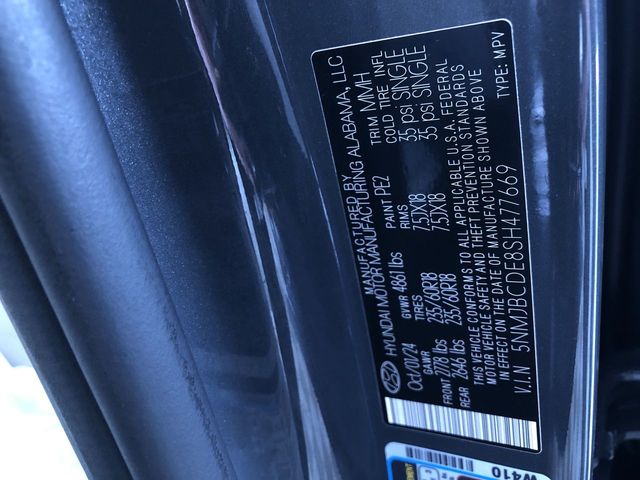 MANUFACTURED BY
HYUNDAI MOTOR MANUFACTURING ALABAMA, LLC
Oct/01/24 GVWR 4861 lbs PAINT PE2 TRIM MMH
GAWR TIRES RIMS COLD TIRE INFL
FRONT 2778 lbs 235/60R18 7.5JX18 35 psi SINGLE
REAR 2646 lbs 235/60R18 7.5JX18 35 psi SINGLE
THIS VEHICLE CONFORMS TO ALL APPLICABLE U.S.A. FEDERAL
MOTOR VEHICLE SAFETY AND THEFT PREVENTION STANDARDS
IN EFFECT ON THE DATE OF MANUFACTURE SHOWN ABOVE
V.I.N 5NMJBCDE8SH477669 TYPE: MPV
W410